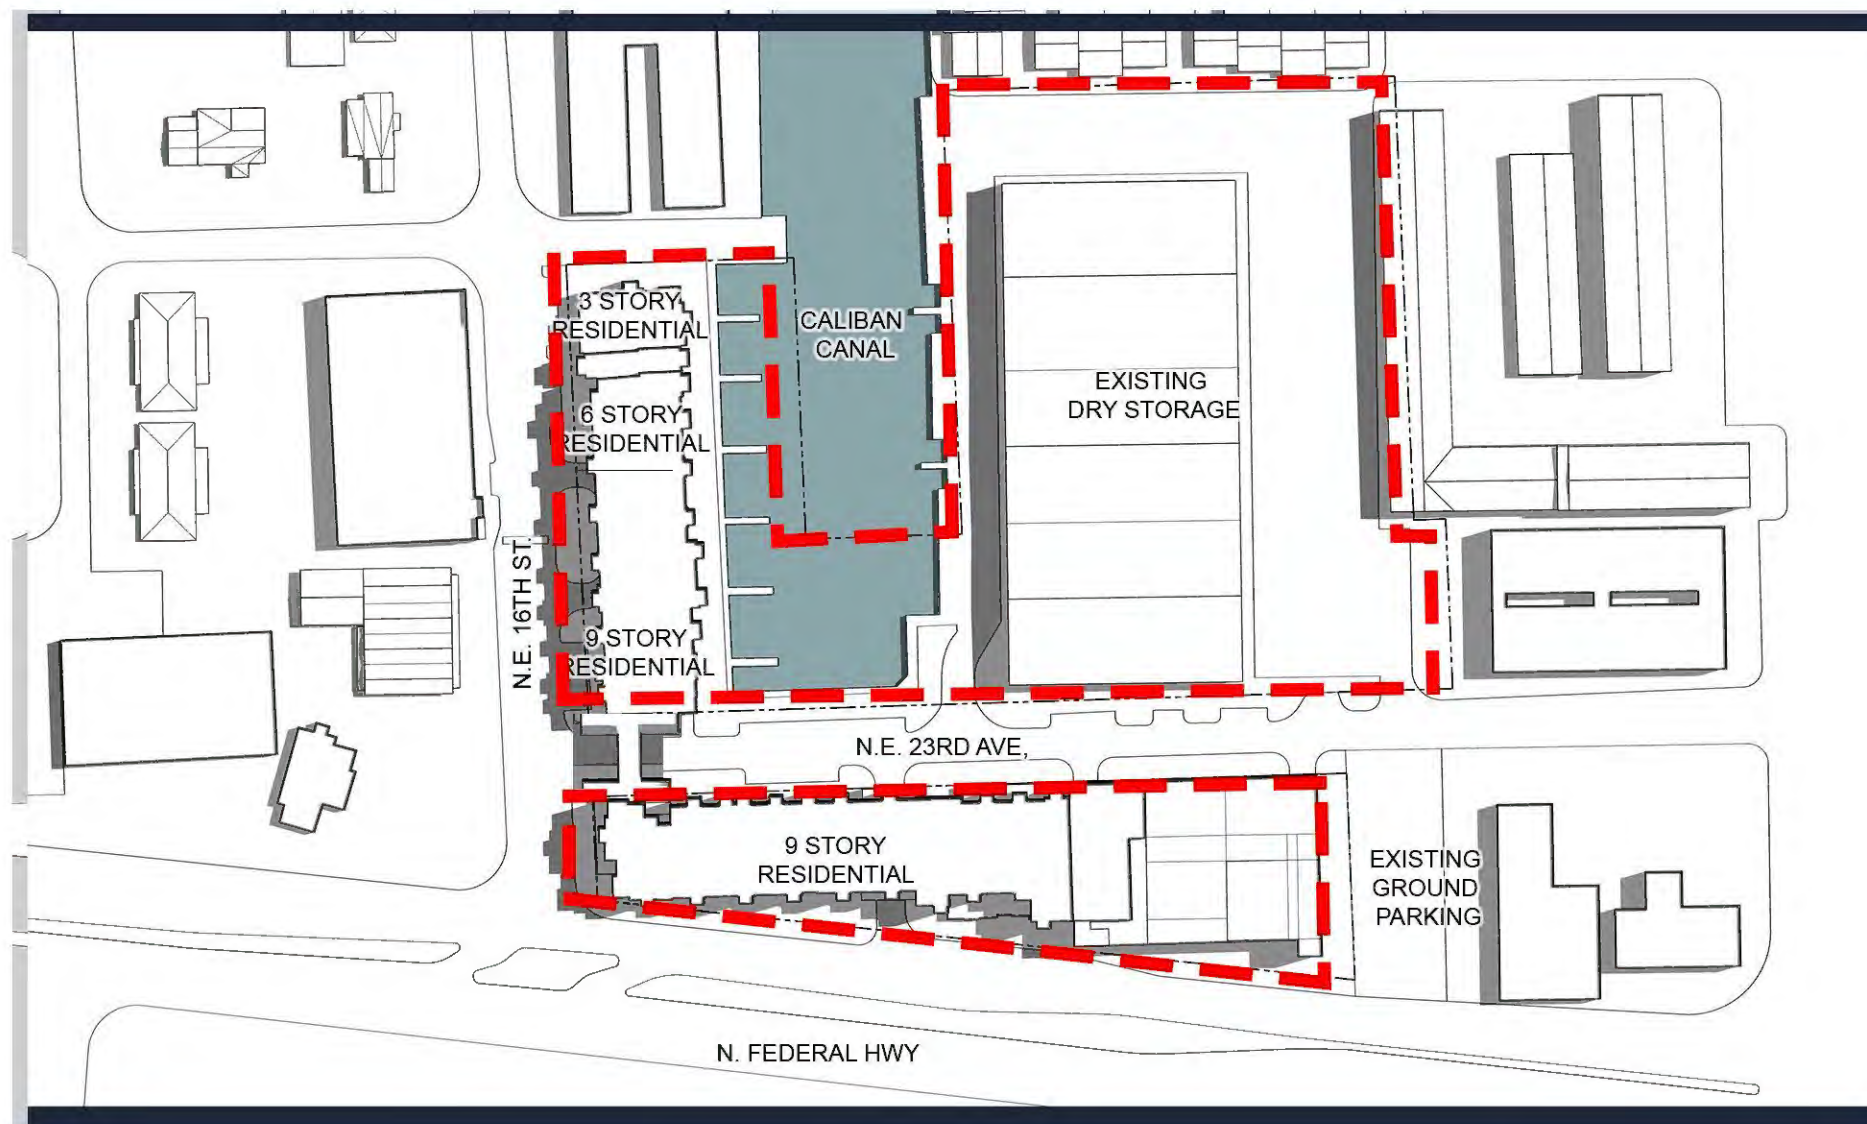 3 STORY
RESIDENTIAL
CALIBAN
CANAL
EXISTING
DRY STORAGE
6 STORY
RESIDENTIAL
N.E. 16TH ST.
9 STORY
RESIDENTIAL
N.E. 23RD AVE,
9 STORY
RESIDENTIAL
EXISTING
GROUND
PARKING
N. FEDERAL HWY